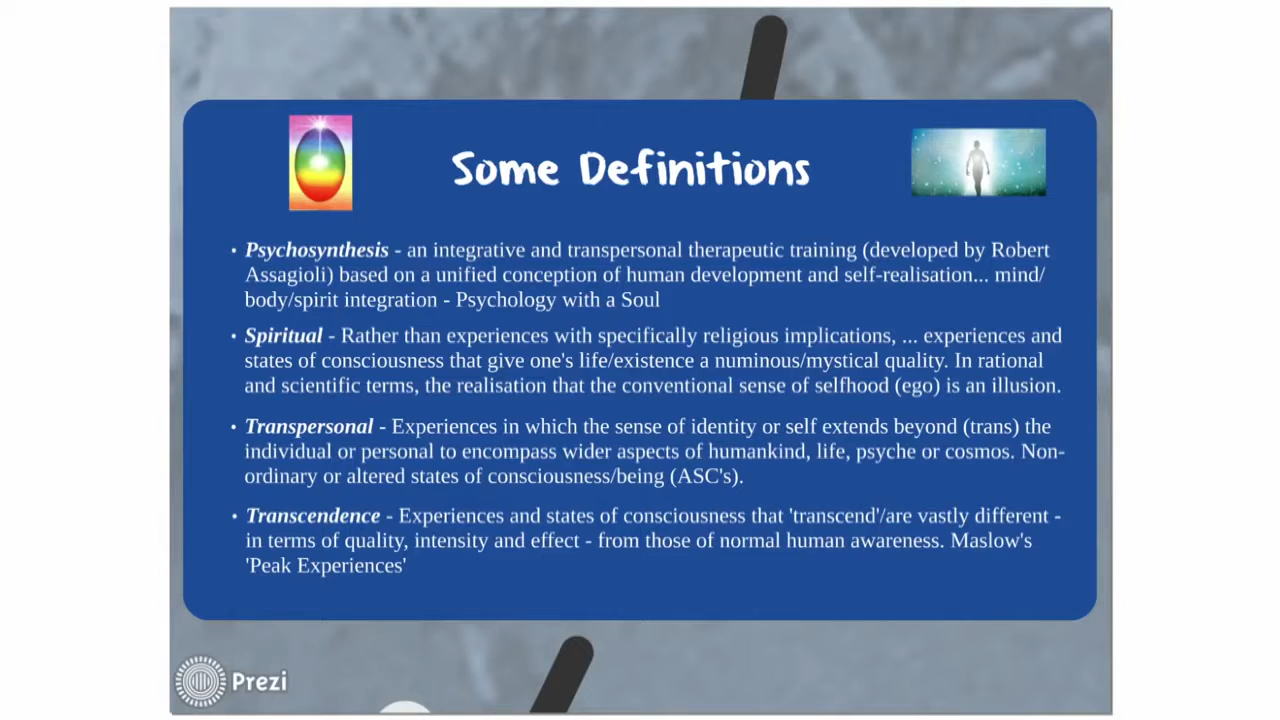 Some Definitions
• Psychosynthesis - an integrative and transpersonal therapeutic training (developed by Robert
Assagioli) based on a unified conception of human development and self-realisation... mind/
body/spirit integration - Psychology with a Soul
• Spiritual - Rather than experiences with specifically religious implications, ... experiences and
states of consciousness that give one's life/existence a numinous/mystical quality. In rational
and scientific terms, the realisation that the conventional sense of selfhood (ego) is an illusion.
• Transpersonal - Experiences in which the sense of identity or self extends beyond (trans) the
individual or personal to encompass wider aspects of humankind, life, psyche or cosmos. Non-
ordinary or altered states of consciousness/being (ASC's).
• Transcendence - Experiences and states of consciousness that 'transcend'/are vastly different -
in terms of quality, intensity and effect - from those of normal human awareness. Maslow's
'Peak Experiences'
Prezi